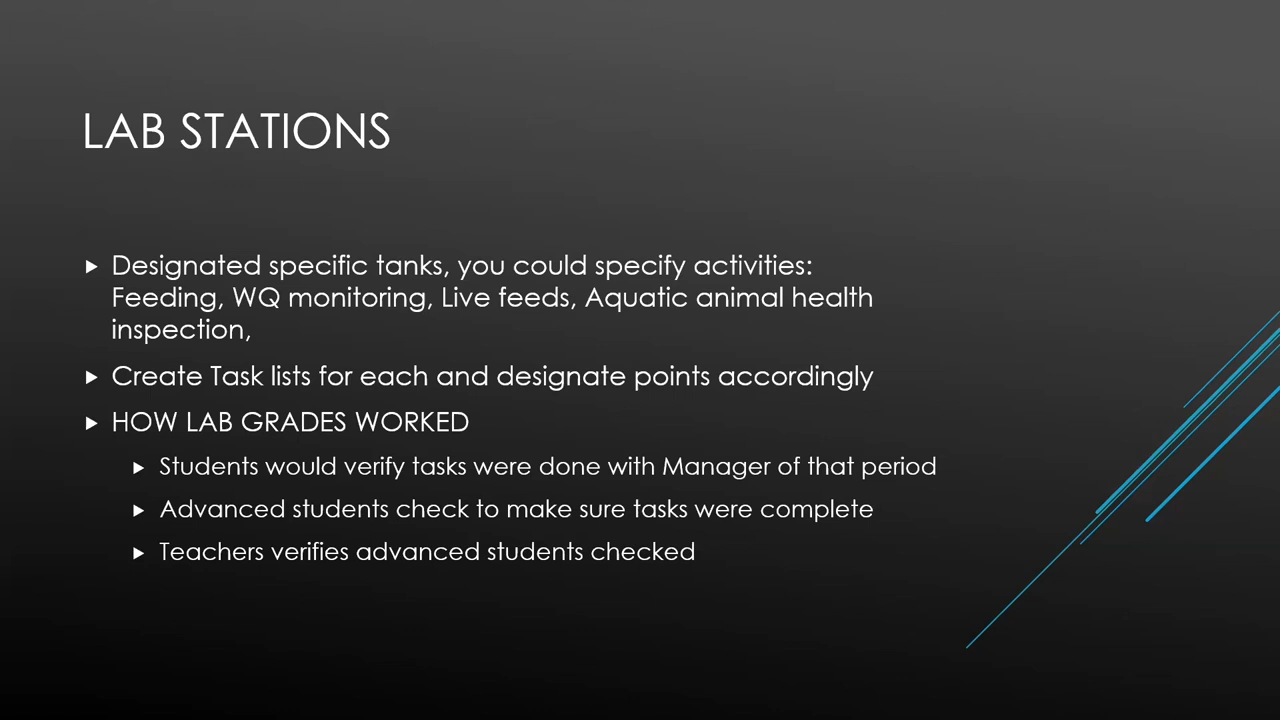 LAB STATIONS
Designated specific tanks, you could specify activities:
Feeding, WQ monitoring, Live feeds, Aquatic animal health
inspection,
Create Task lists for each and designate points accordingly
HOW LAB GRADES WORKED
Students would verify tasks were done with Manager of that period
Advanced students check to make sure tasks were complete
Teachers verifies advanced students checked